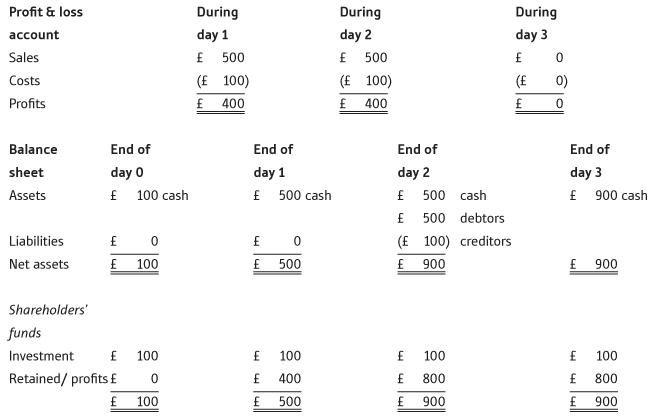 Profit & loss During During During
account day 1 day 2 day 3
Sales £ 500 £ 500 £ 0
Costs (£ 100) (£ 100) (£ 0)
Profits £ 400 £ 400 £ 0
Balance End of End of End of End of
sheet day 0 day 1 day 2 day 3
Assets £ 100 cash £ 500 cash £ 500 cash £ 900 cash
£ 500 debtors
Liabilities £ 0 £ 0 (£ 100) creditors
Net assets £ 100 £ 500 £ 900 £ 900
Shareholders'
funds
Investment £ 100 £ 100 £ 100 £ 100
Retained/ profits £ 0 £ 400 £ 800 £ 800
£ 100 £ 500 £ 900 £ 900